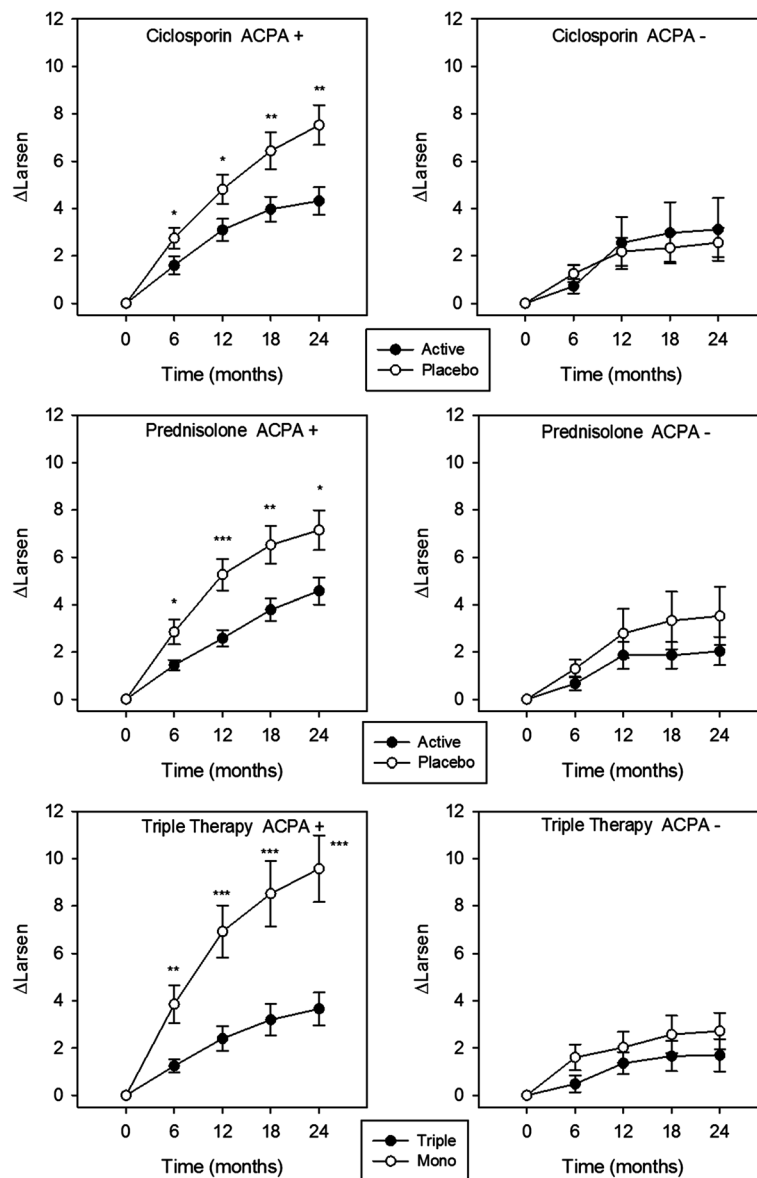 Ciclosporin ACPA +
12
10
8
6
4
2
0
ΔLarsen
* * ** **
0 6 12 18 24
Time (months)
Ciclosporin ACPA -
12
10
8
6
4
2
0
ΔLarsen
0 6 12 18 24
Time (months)
Active
Placebo
Prednisolone ACPA +
12
10
8
6
4
2
0
ΔLarsen
* *** ** *
0 6 12 18 24
Time (months)
Prednisolone ACPA -
12
10
8
6
4
2
0
ΔLarsen
0 6 12 18 24
Time (months)
Active
Placebo
Triple Therapy ACPA +
12
10
8
6
4
2
0
ΔLarsen
** *** *** ***
0 6 12 18 24
Time (months)
Triple Therapy ACPA -
12
10
8
6
4
2
0
ΔLarsen
0 6 12 18 24
Time (months)
Triple
Mono